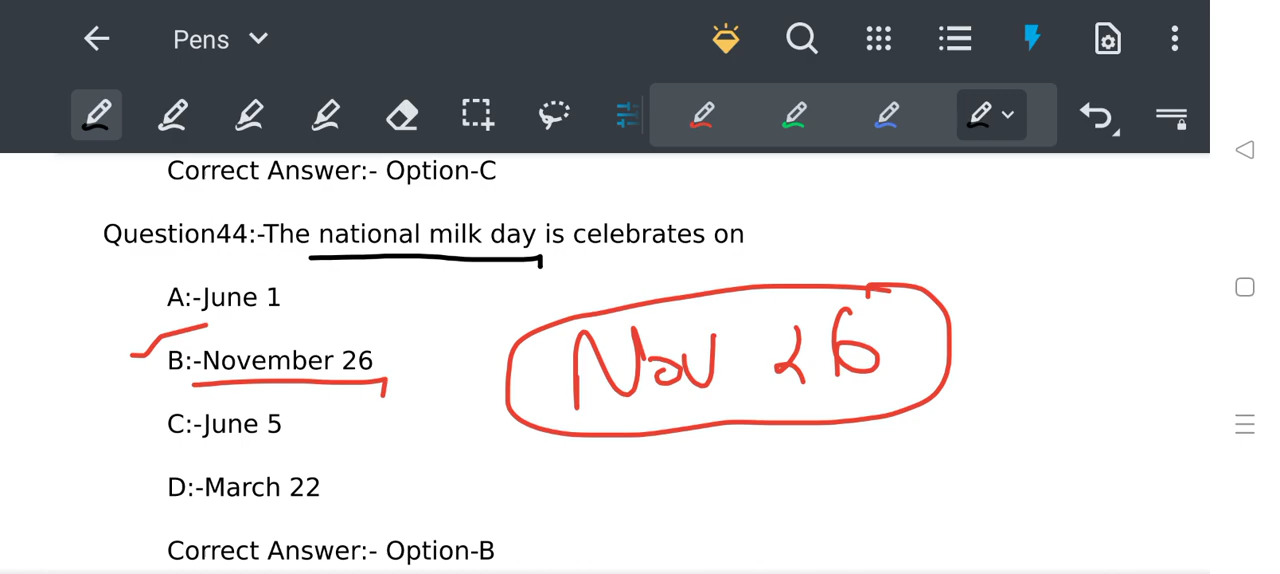 Pens
Correct Answer:- Option-C
Question44:-The national milk day is celebrates on
A:-June 1
B:-November 26
Nov 26
C:-June 5
D:-March 22
Correct Answer:- Option-B